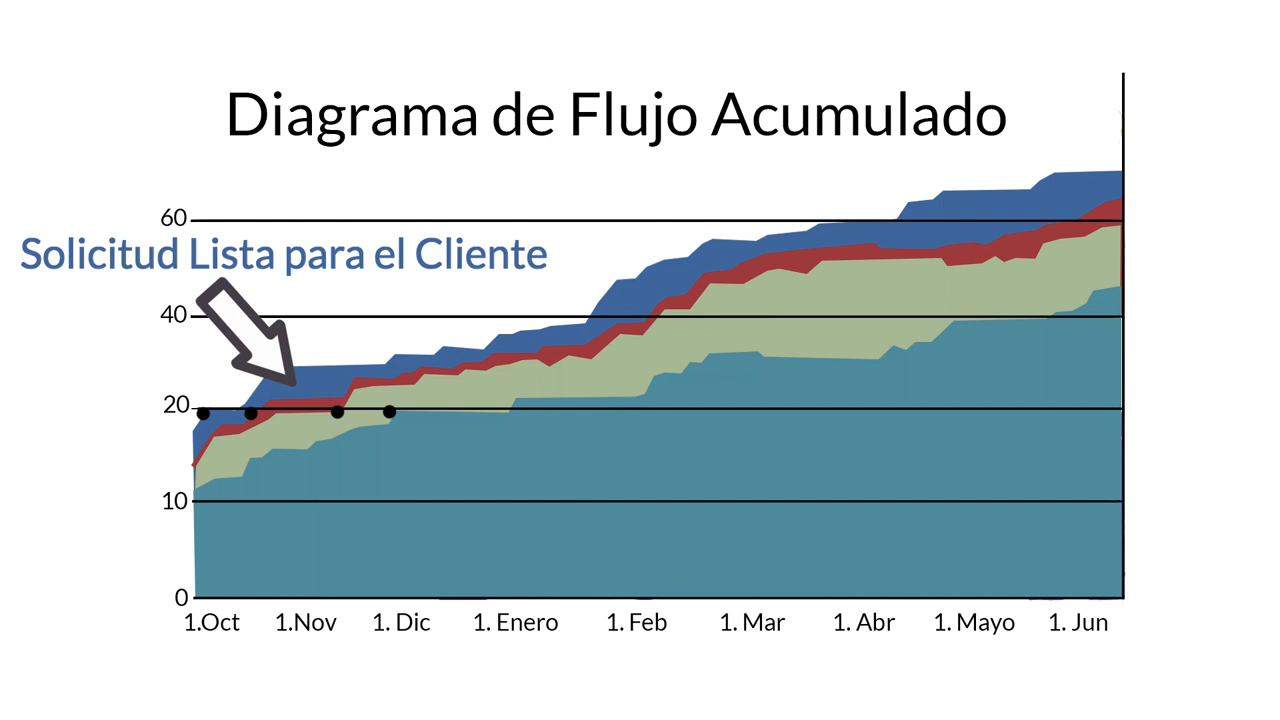 Diagrama de Flujo Acumulado
60
Solicitud Lista para el Cliente
40
20
10
0
1.Oct 1.Nov 1. Dic 1. Enero 1. Feb 1. Mar 1. Abr 1. Mayo 1. Jun